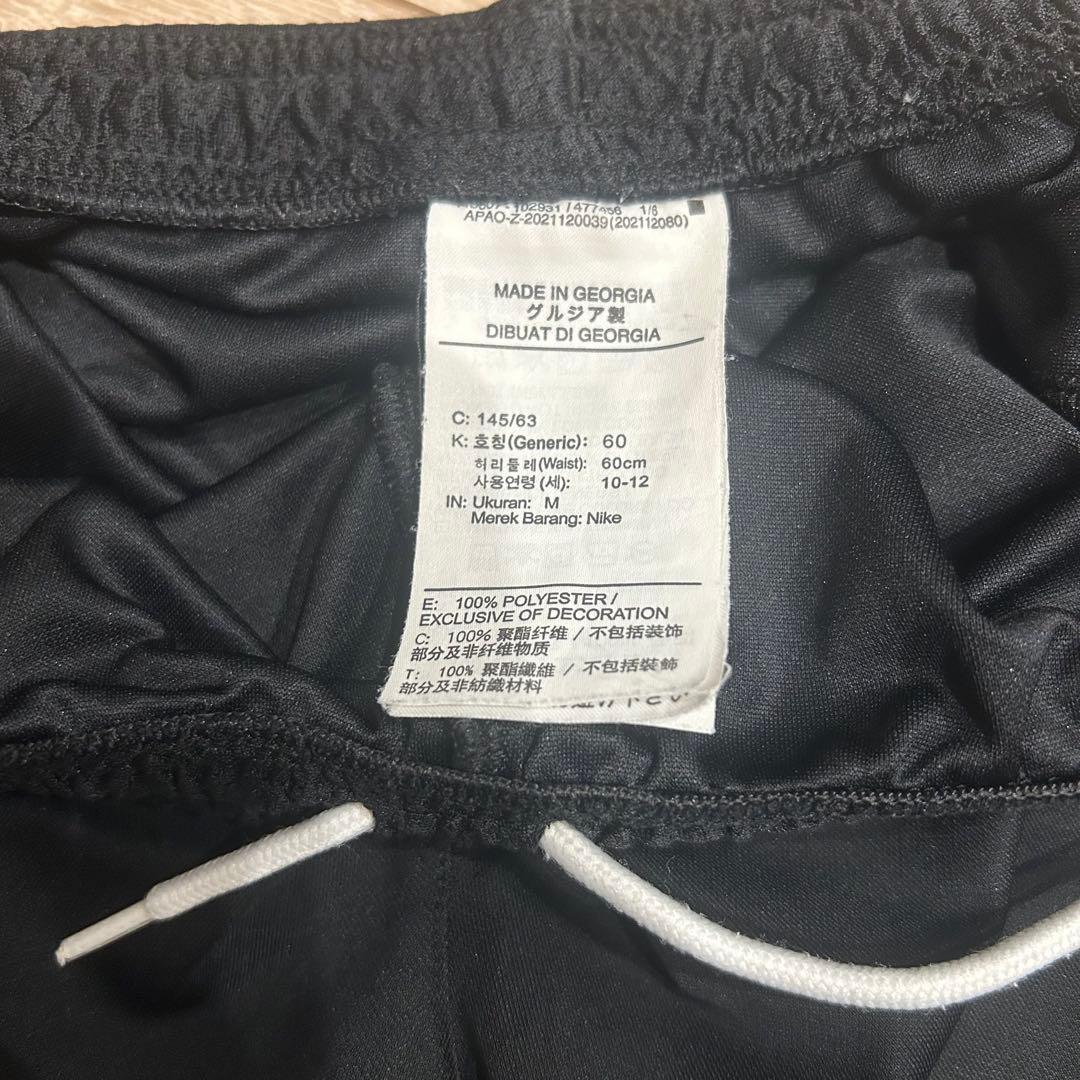 1/6
APAO-Z-2021120039(202112080)
MADE IN GEORGIA
グルジア製
DIBUAT DI GEORGIA
C: 145/63
K: 호칭(Generic): 60
허리둘레(Waist): 60cm
사용연령(세): 10-12
IN: Ukuran: M
Merek Barang: Nike
E: 100% POLYESTER /
EXCLUSIVE OF DECORATION
C: 100% 聚酯纤维 / 不包括装饰
部分及非纤维物质
T: 100% 聚酯纖維 / 不包括裝飾
部分及非紡織材料